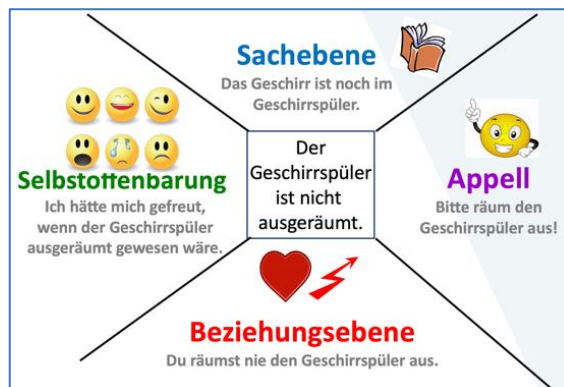 Sachebene
Das Geschirr ist noch im
Geschirrspüler.
Selbstoffenbarung
Ich hätte mich gefreut,
wenn der Geschirrspüler
ausgeräumt gewesen wäre.
Der
Geschirrspüler
ist nicht
ausgeräumt.
Appell
Bitte räum den
Geschirrspüler aus!
Beziehungsebene
Du räumst nie den Geschirrspüler aus.